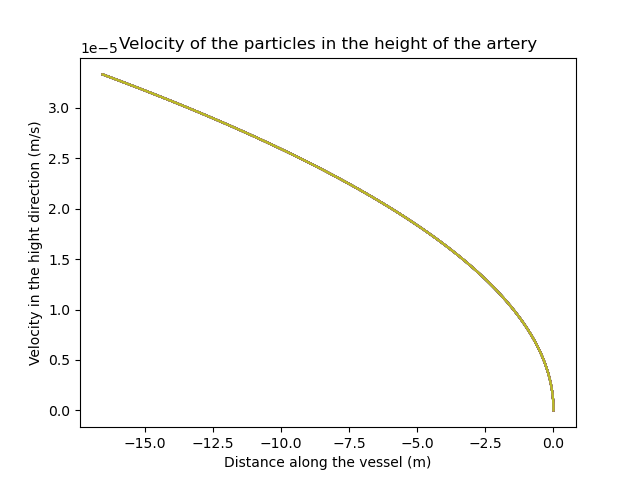 Velocity of the particles in the height of the artery
1e−5
3.0
2.5
2.0
1.5
1.0
0.5
0.0
Velocity in the hight direction (m/s)
−15.0 −12.5 −10.0 −7.5 −5.0 −2.5 0.0
Distance along the vessel (m)